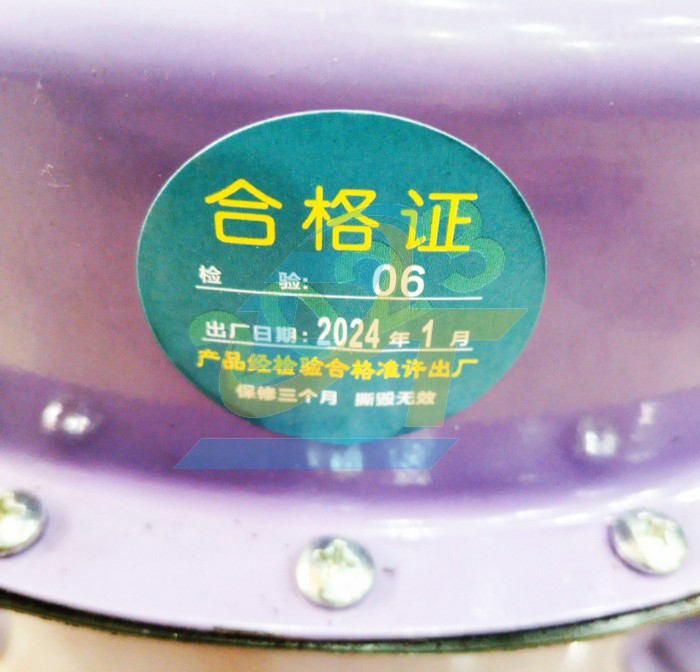 合格证
检 验: 06
出厂日期: 2024 年 1 月
产品经检验合格准许出厂
保修三个月 撕毁无效